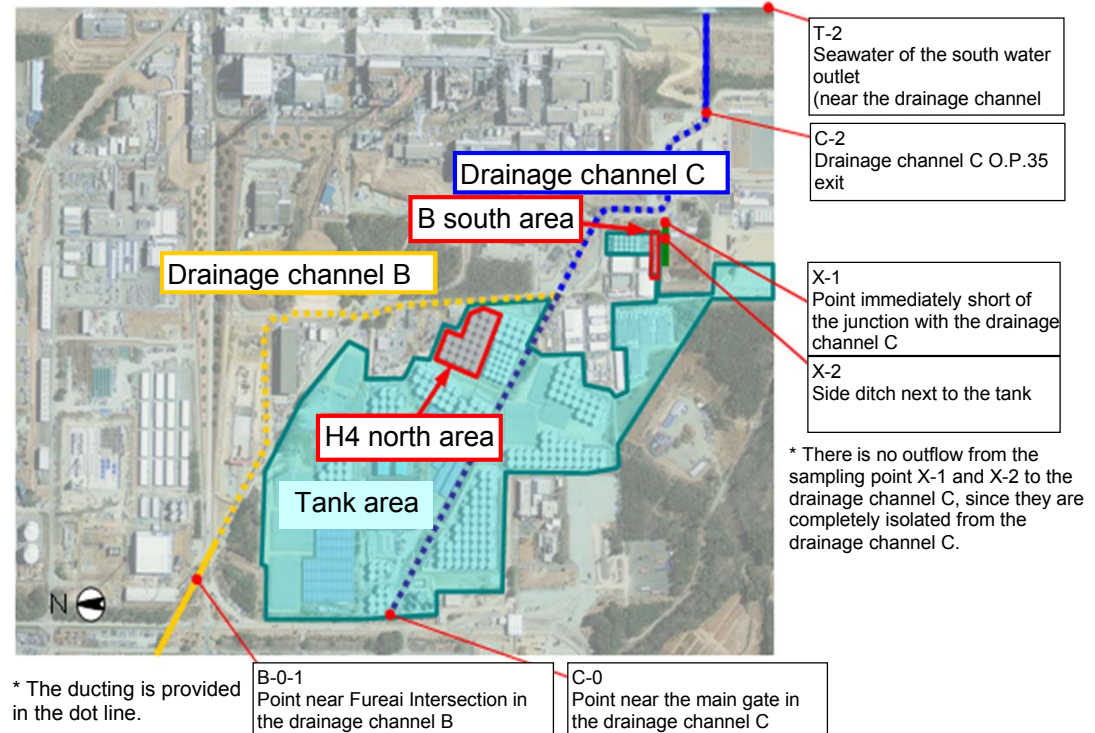 T-2
Seawater of the south water
outlet
(near the drainage channel
C-2
Drainage channel C O.P.35
exit
Drainage channel C
B south area
Drainage channel B
X-1
Point immediately short of
the junction with the drainage
channel C
X-2
Side ditch next to the tank
H4 north area
* There is no outflow from the
sampling point X-1 and X-2 to the
drainage channel C, since they are
completely isolated from the
drainage channel C.
Tank area
N
* The ducting is provided
in the dot line.
B-0-1
Point near Fureai Intersection in
the drainage channel B
C-0
Point near the main gate in
the drainage channel C